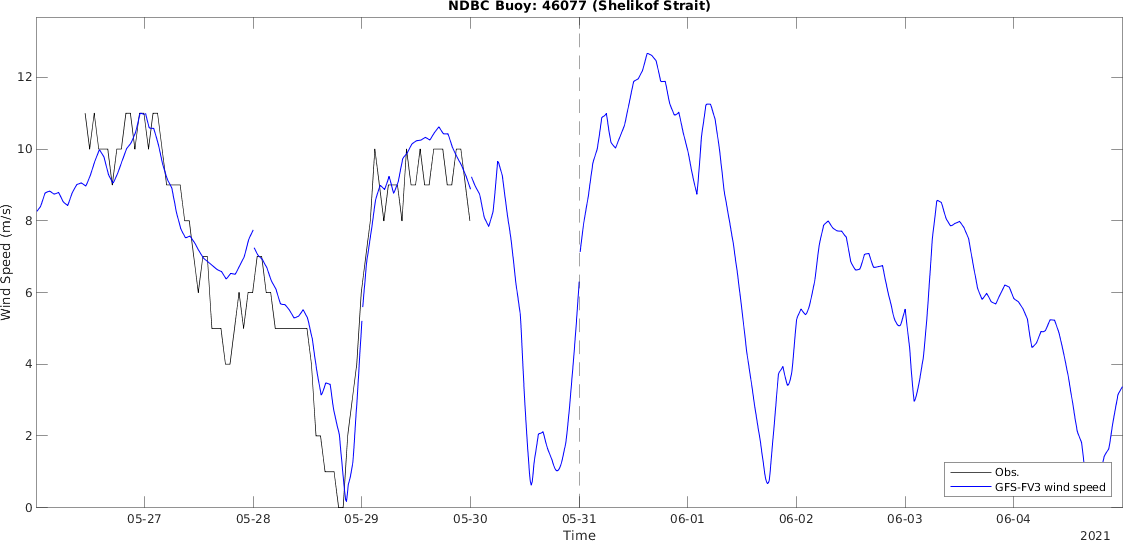 NDBC Buoy: 46077 (Shelikof Strait)
Wind Speed (m/s)
12
10
8
6
4
2
0
05-27 05-28 05-29 05-30 05-31 06-01 06-02 06-03 06-04
Time
2021
Obs.
GFS-FV3 wind speed